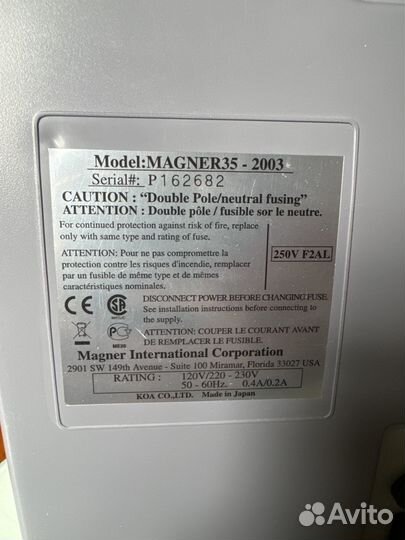 Model:MAGNER35 - 2003
Serial#: P162682
CAUTION : “Double Pole/neutral fusing”
ATTENTION : Double pôle / fusible sor le neutre.
For continued protection against risk of fire, replace
only with same type and rating of fuse.
ATTENTION: Pour ne pas compromettre la
protection contre les risques d'incendie, remplacer
par un fusible de même type et de mêmes
caractéristiques nominales.
250V F2AL
CE
SA
DISCONNECT POWER BEFORE CHANGING FUSE.
See installation instructions before connecting to
the supply.
ATTENTION: COUPER LE COURANT AVANT
DE REMPLACER LE FUSIBLE.
Magner International Corporation
2901 SW 149th Avenue - Suite 100 Miramar, Florida 33027 USA
RATING : 120V/220 - 230V
50 - 60Hz. 0.4A/0.2A
KOA CO.,LTD. Made in Japan
Avito